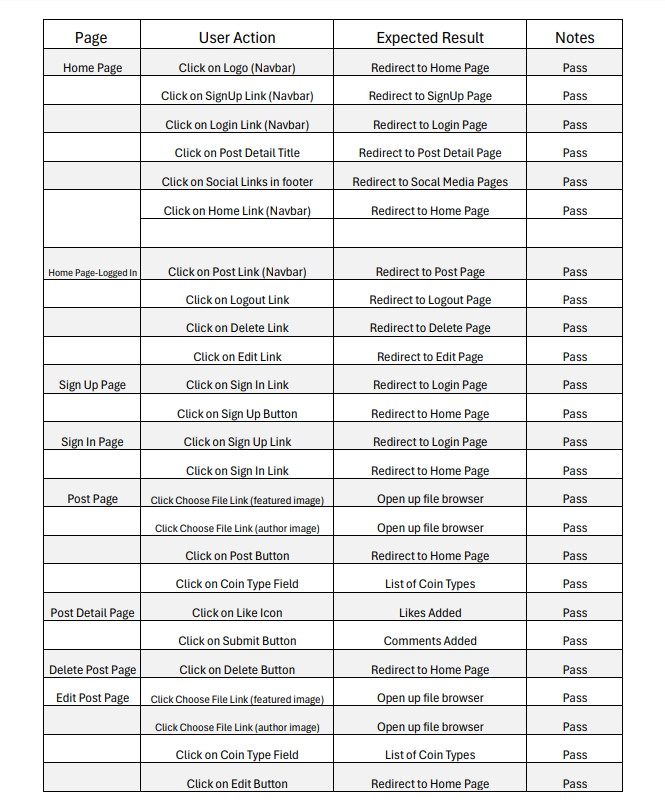 Page User Action Expected Result Notes
Home Page Click on Logo (Navbar) Redirect to Home Page Pass
Click on SignUp Link (Navbar) Redirect to SignUp Page Pass
Click on Login Link (Navbar) Redirect to Login Page Pass
Click on Post Detail Title Redirect to Post Detail Page Pass
Click on Social Links in footer Redirect to Socal Media Pages Pass
Click on Home Link (Navbar) Redirect to Home Page Pass
Home Page-Logged In Click on Post Link (Navbar) Redirect to Post Page Pass
Click on Logout Link Redirect to Logout Page Pass
Click on Delete Link Redirect to Delete Page Pass
Click on Edit Link Redirect to Edit Page Pass
Sign Up Page Click on Sign In Link Redirect to Login Page Pass
Click on Sign Up Button Redirect to Home Page Pass
Sign In Page Click on Sign Up Link Redirect to Login Page Pass
Click on Sign In Link Redirect to Home Page Pass
Post Page Click Choose File Link (featured image) Open up file browser Pass
Click Choose File Link (author image) Open up file browser Pass
Click on Post Button Redirect to Home Page Pass
Click on Coin Type Field List of Coin Types Pass
Post Detail Page Click on Like Icon Likes Added Pass
Click on Submit Button Comments Added Pass
Delete Post Page Click on Delete Button Redirect to Home Page Pass
Edit Post Page Click Choose File Link (featured image) Open up file browser Pass
Click Choose File Link (author image) Open up file browser Pass
Click on Coin Type Field List of Coin Types Pass
Click on Edit Button Redirect to Home Page Pass